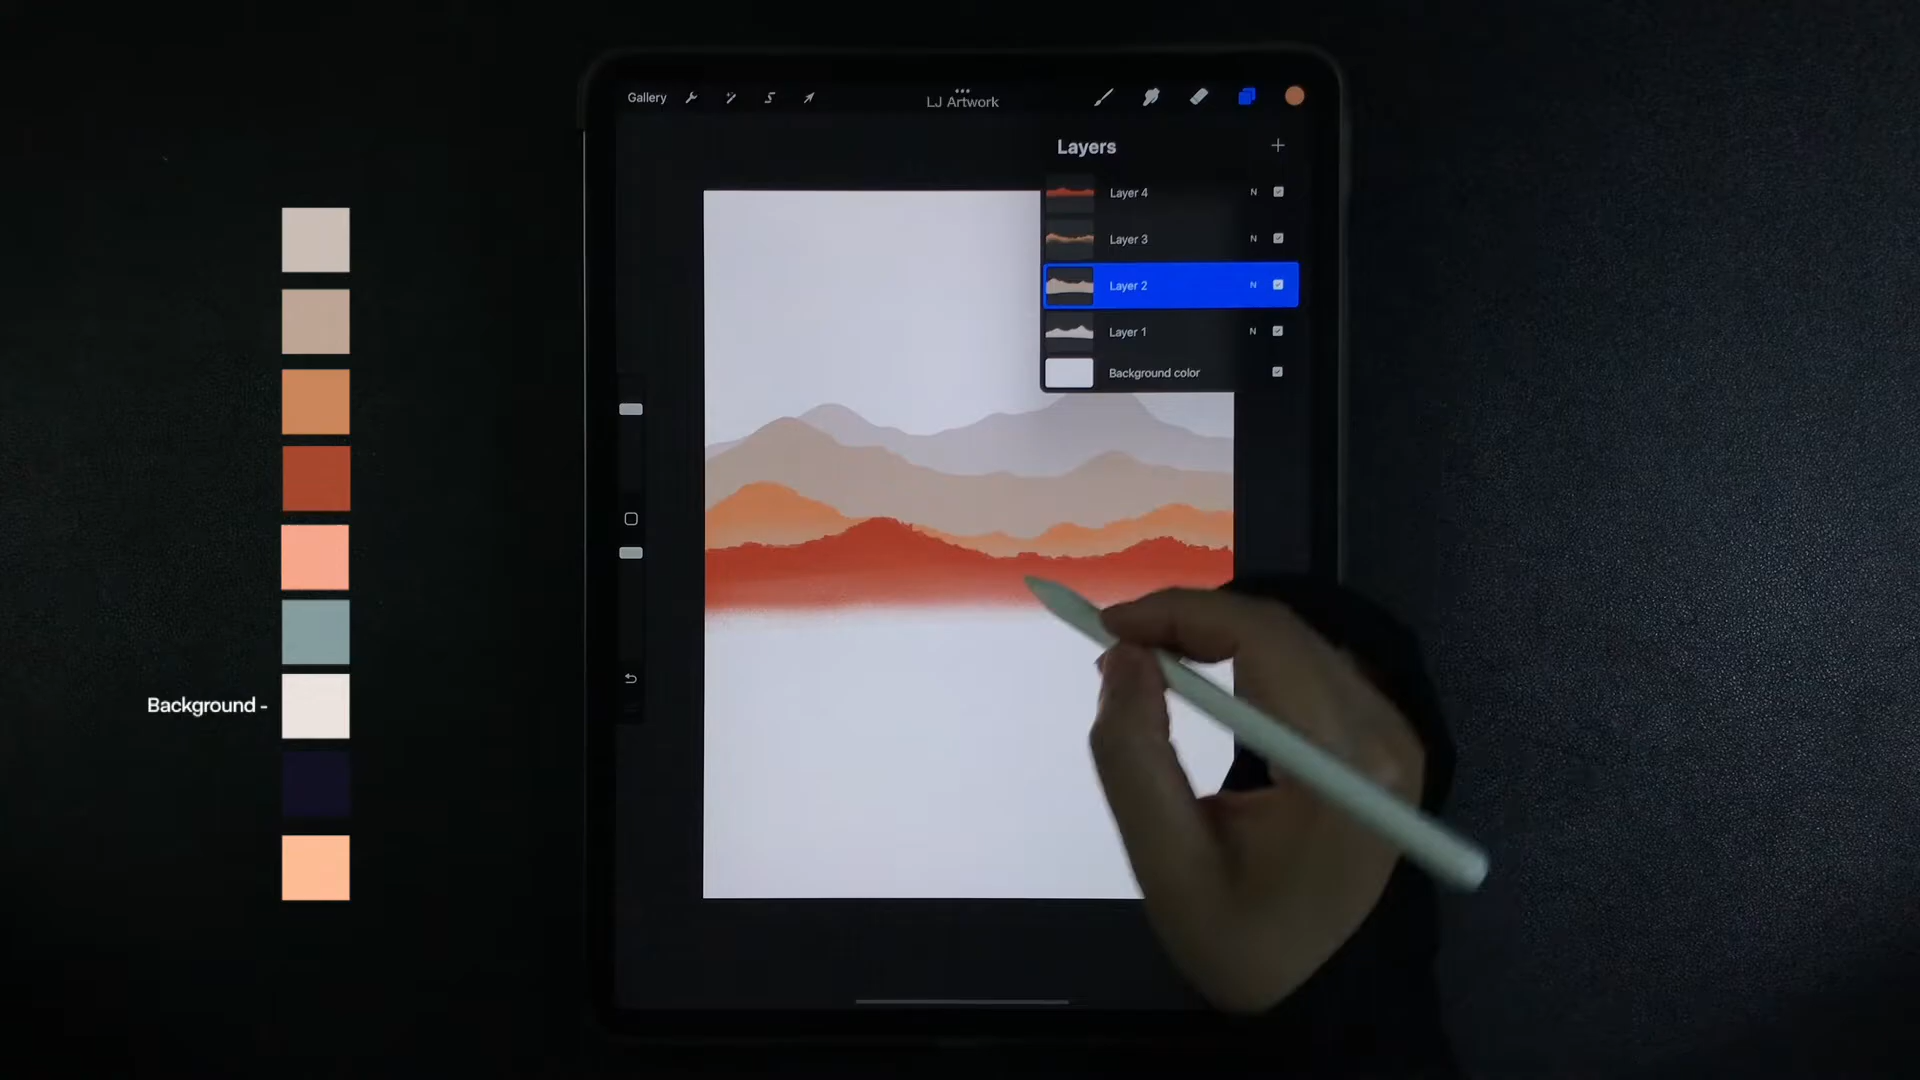 Gallery
LJ Artwork
Layers
Layer 4 N
Layer 3 N
Layer 2 N
Layer 1 N
Background color
Background -